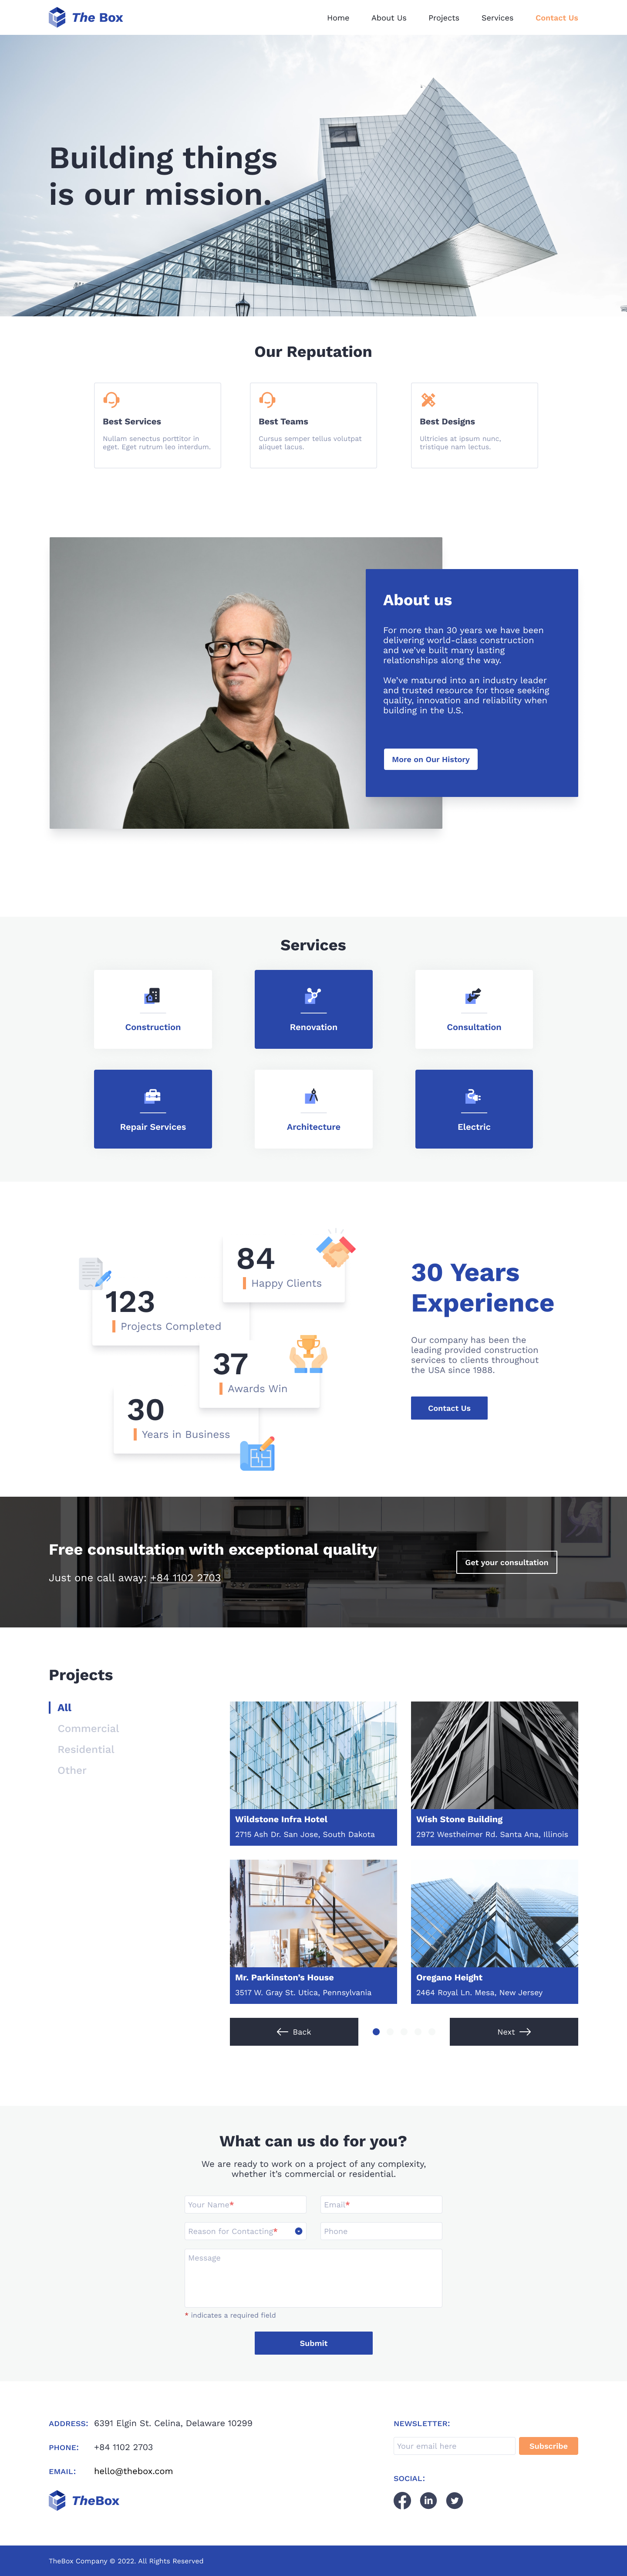 The Box
Home
About Us
Projects
Services
Contact Us
Building things
is our mission.
Our Reputation
Best Services
Nullam senectus porttitor in
eget. Eget rutrum leo interdum.
Best Teams
Cursus semper tellus volutpat
aliquet lacus.
Best Designs
Ultricies at ipsum nunc,
tristique nam lectus.
About us
For more than 30 years we have been
delivering world-class construction
and we’ve built many lasting
relationships along the way.
We’ve matured into an industry leader
and trusted resource for those seeking
quality, innovation and reliability when
building in the U.S.
More on Our History
Services
Construction
Renovation
Consultation
Repair Services
Architecture
Electric
84
Happy Clients
123
Projects Completed
37
Awards Win
30
Years in Business
30 Years
Experience
Our company has been the
leading provided construction
services to clients throughout
the USA since 1988.
Contact Us
Free consultation with exceptional quality
Just one call away: +84 1102 2703
Get your consultation
Projects
All
Commercial
Residential
Other
Wildstone Infra Hotel
2715 Ash Dr. San Jose, South Dakota
Wish Stone Building
2972 Westheimer Rd. Santa Ana, Illinois
Mr. Parkinston’s House
3517 W. Gray St. Utica, Pennsylvania
Oregano Height
2464 Royal Ln. Mesa, New Jersey
Back
Next
What can us do for you?
We are ready to work on a project of any complexity,
whether it’s commercial or residential.
Your Name*
Email*
Reason for Contacting*
Phone
Message
* indicates a required field
Submit
ADDRESS: 6391 Elgin St. Celina, Delaware 10299
PHONE: +84 1102 2703
EMAIL: hello@thebox.com
TheBox
NEWSLETTER:
Your email here
Subscribe
SOCIAL:
TheBox Company © 2022. All Rights Reserved